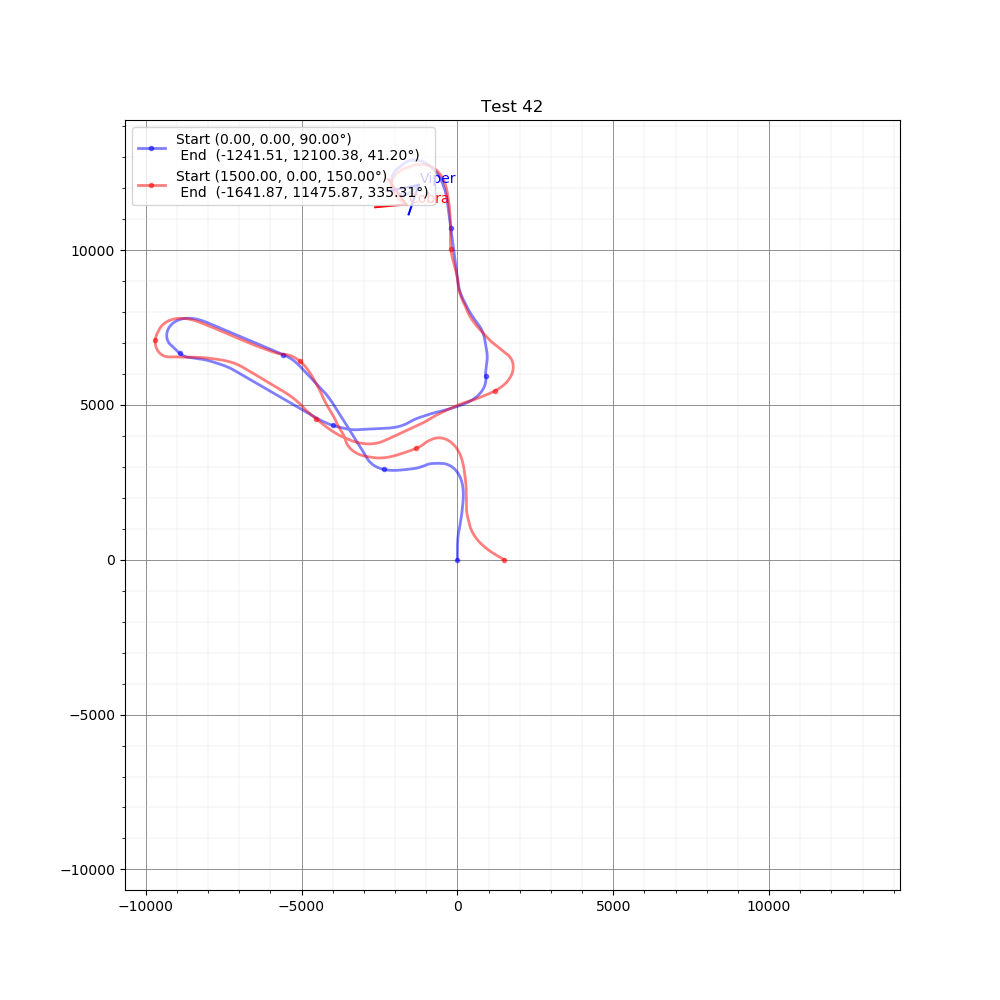 Test 42
Start (0.00, 0.00, 90.00°)
End (-1241.51, 12100.38, 41.20°)
Start (1500.00, 0.00, 150.00°)
End (-1641.87, 11475.87, 335.31°)
Viper
10000
5000
0
−5000
−10000
−10000
−5000
0
5000
10000